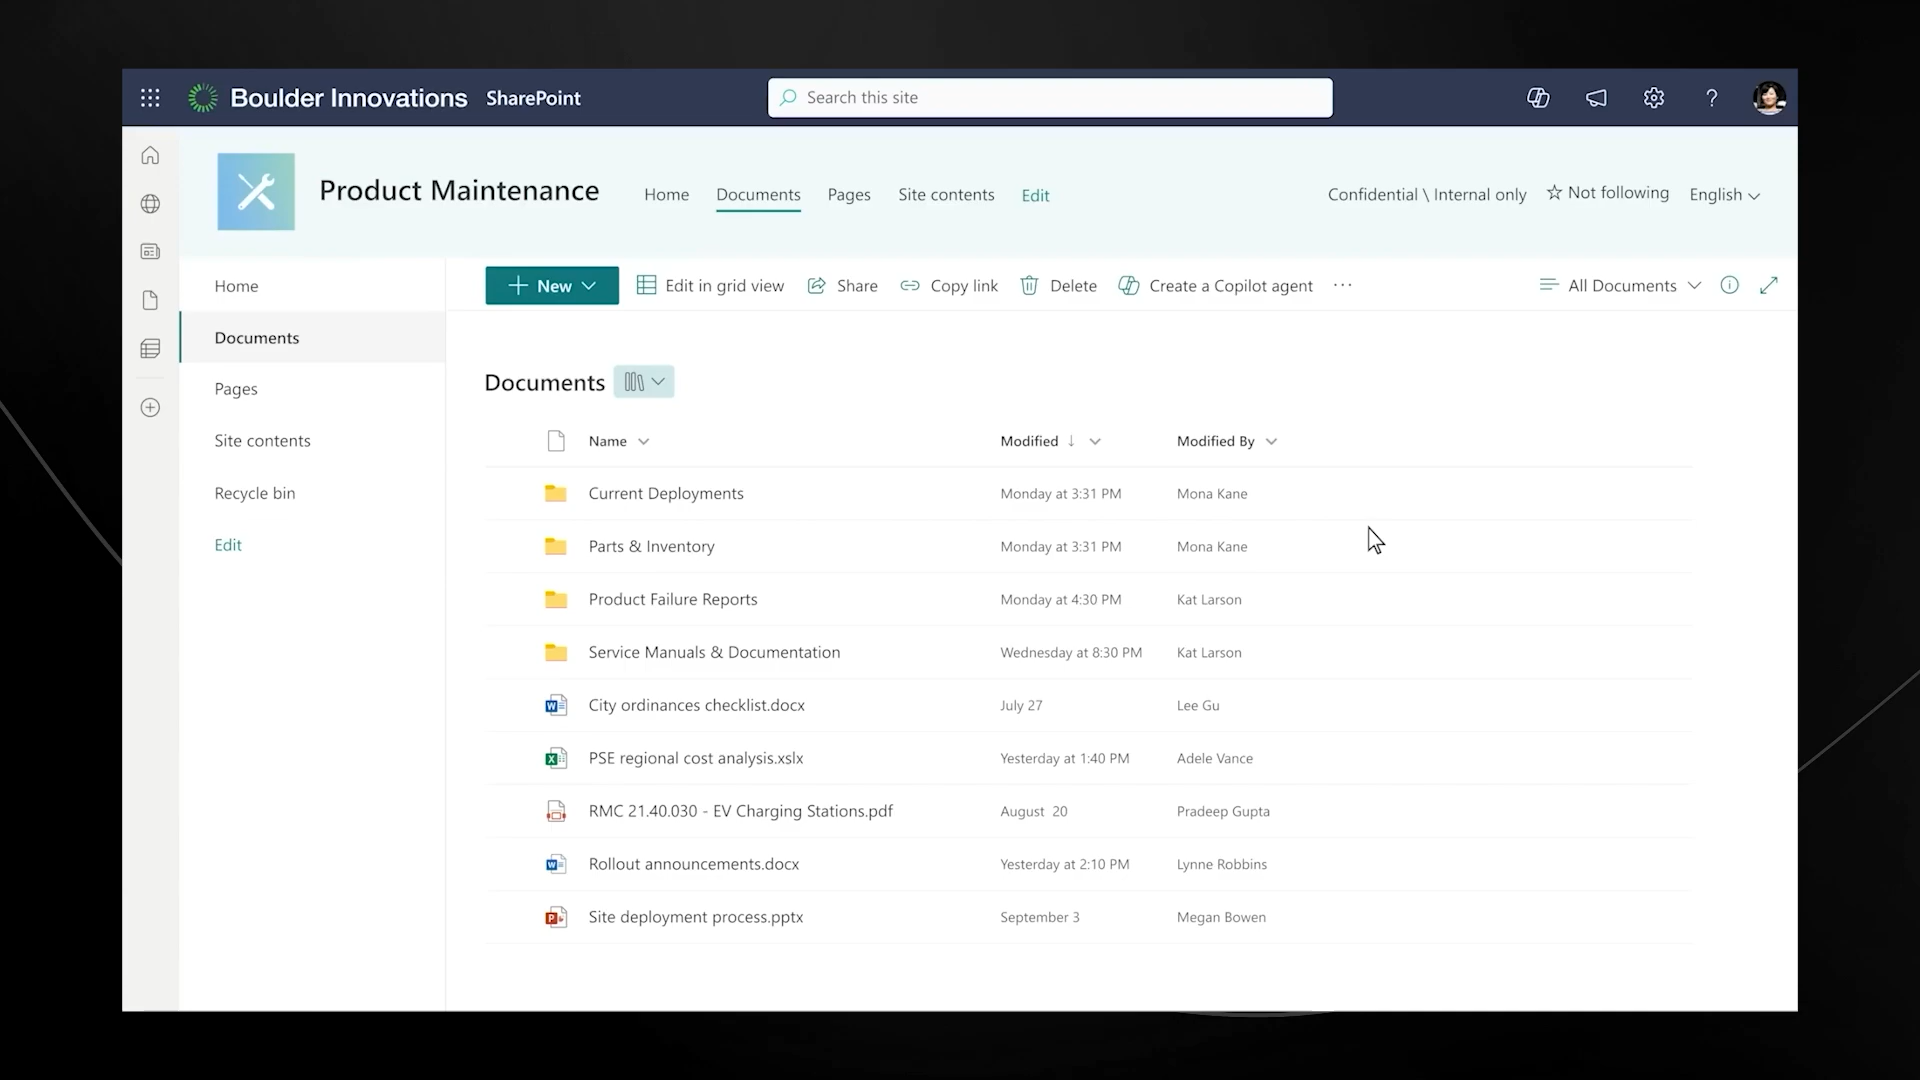 Boulder Innovations SharePoint Search this site ?
Product Maintenance Home Documents Pages Site contents Edit Confidential \ Internal only Not following English
Home
Documents
Pages
Site contents
Recycle bin
Edit
+ New Edit in grid view Share Copy link Delete Create a Copilot agent ... All Documents
Documents
Name Modified ↓ Modified By
Current Deployments Monday at 3:31 PM Mona Kane
Parts & Inventory Monday at 3:31 PM Mona Kane
Product Failure Reports Monday at 4:30 PM Kat Larson
Service Manuals & Documentation Wednesday at 8:30 PM Kat Larson
City ordinances checklist.docx July 27 Lee Gu
PSE regional cost analysis.xslx Yesterday at 1:40 PM Adele Vance
RMC 21.40.030 - EV Charging Stations.pdf August 20 Pradeep Gupta
Rollout announcements.docx Yesterday at 2:10 PM Lynne Robbins
Site deployment process.pptx September 3 Megan Bowen